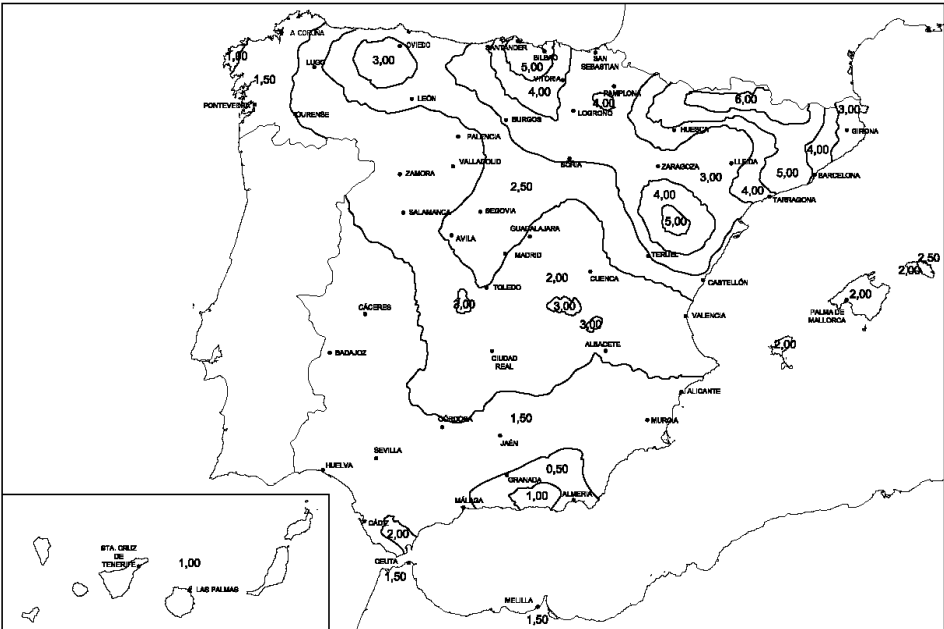 A CORUÑA
OVIEDO
SANTANDER
BILBAO
SAN
SEBASTIAN
1,00
LUGO
3,00
5,00
1,50
VITORIA
4,00
PAMPLONA
LEÓN
4,00
6,00
PONTEVEDRA
OURENSE
BURGOS
LOGROÑO
3,00
HUESCA
GIRONA
PALENCIA
4,00
VALLADOLID
SORIA
ZARAGOZA
LLEIDA
ZAMORA
3,00
5,00
BARCELONA
2,50
4,00
4,00
TARRAGONA
SALAMANCA
SEGOVIA
5,00
AVILA
GUADALAJARA
MADRID
TERUEL
2,50
2,00
2,00
CUENCA
CASTELLÓN
TOLEDO
2,00
3,00
3,00
CÁCERES
VALENCIA
PALMA DE
MALLORCA
3,00
2,00
BADAJOZ
CIUDAD
REAL
ALBACETE
ALICANTE
1,50
CÓRDOBA
MURCIA
JAÉN
SEVILLA
HUELVA
0,50
GRANADA
1,00
ALMERIA
MÁLAGA
CÁDIZ
2,00
STA. CRUZ
DE
TENERIFE
1,00
CEUTA
1,50
LAS PALMAS
MELILLA
1,50